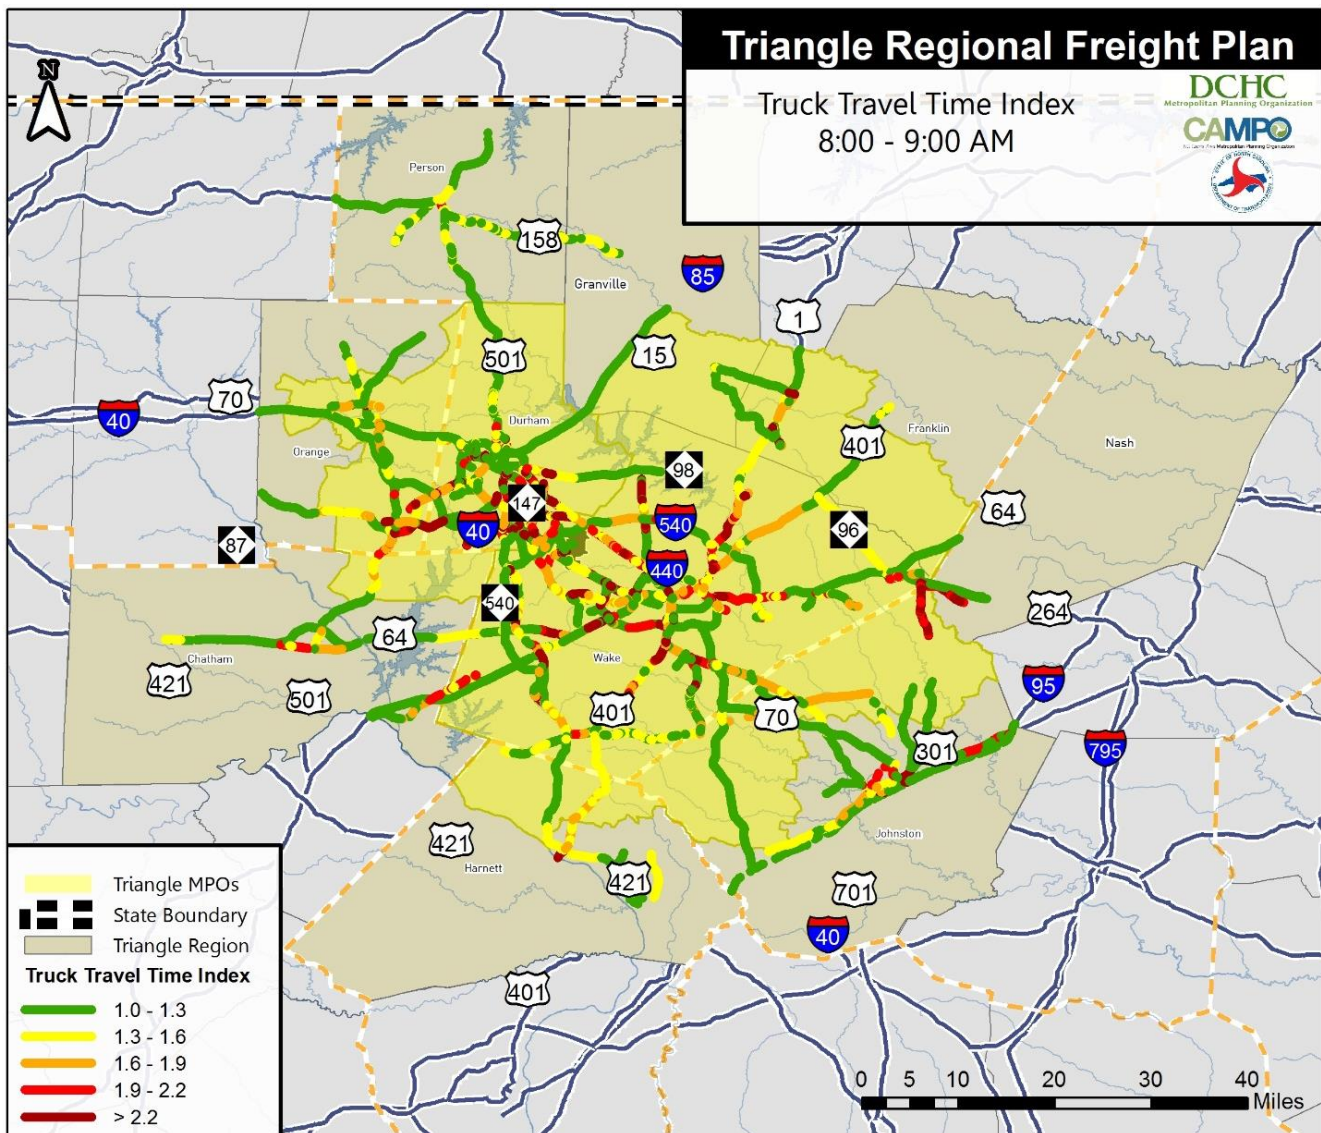 Triangle Regional Freight Plan
Truck Travel Time Index
8:00 - 9:00 AM
DCHC
Metropolitan Planning Organization
CAMPO
N
Person
158
Granville
85
1
501
15
70
40
Durham
401
Franklin
Nash
Orange
98
147
64
40
540
96
87
440
540
264
64
Chatham
Wake
421
501
401
70
95
301
795
421
Harnett
Johnston
421
701
40
401
Triangle MPOs
State Boundary
Triangle Region
Truck Travel Time Index
1.0 - 1.3
1.3 - 1.6
1.6 - 1.9
1.9 - 2.2
> 2.2
0 5 10 20 30 40
Miles